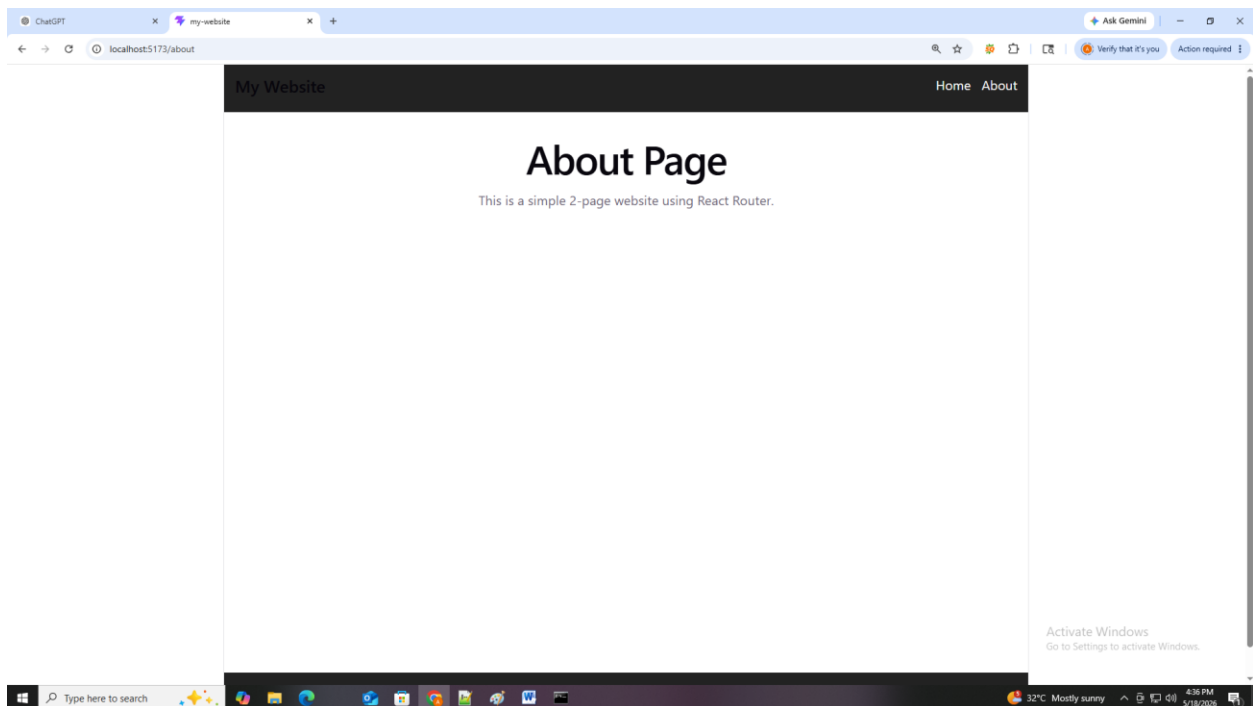 ChatGPT
my-website
Ask Gemini
localhost:5173/about
Verify that it's you
Action required
My Website
Home About
About Page
This is a simple 2-page website using React Router.
Activate Windows
Go to Settings to activate Windows.
Type here to search
32°C Mostly sunny
4:36 PM
5/18/2026